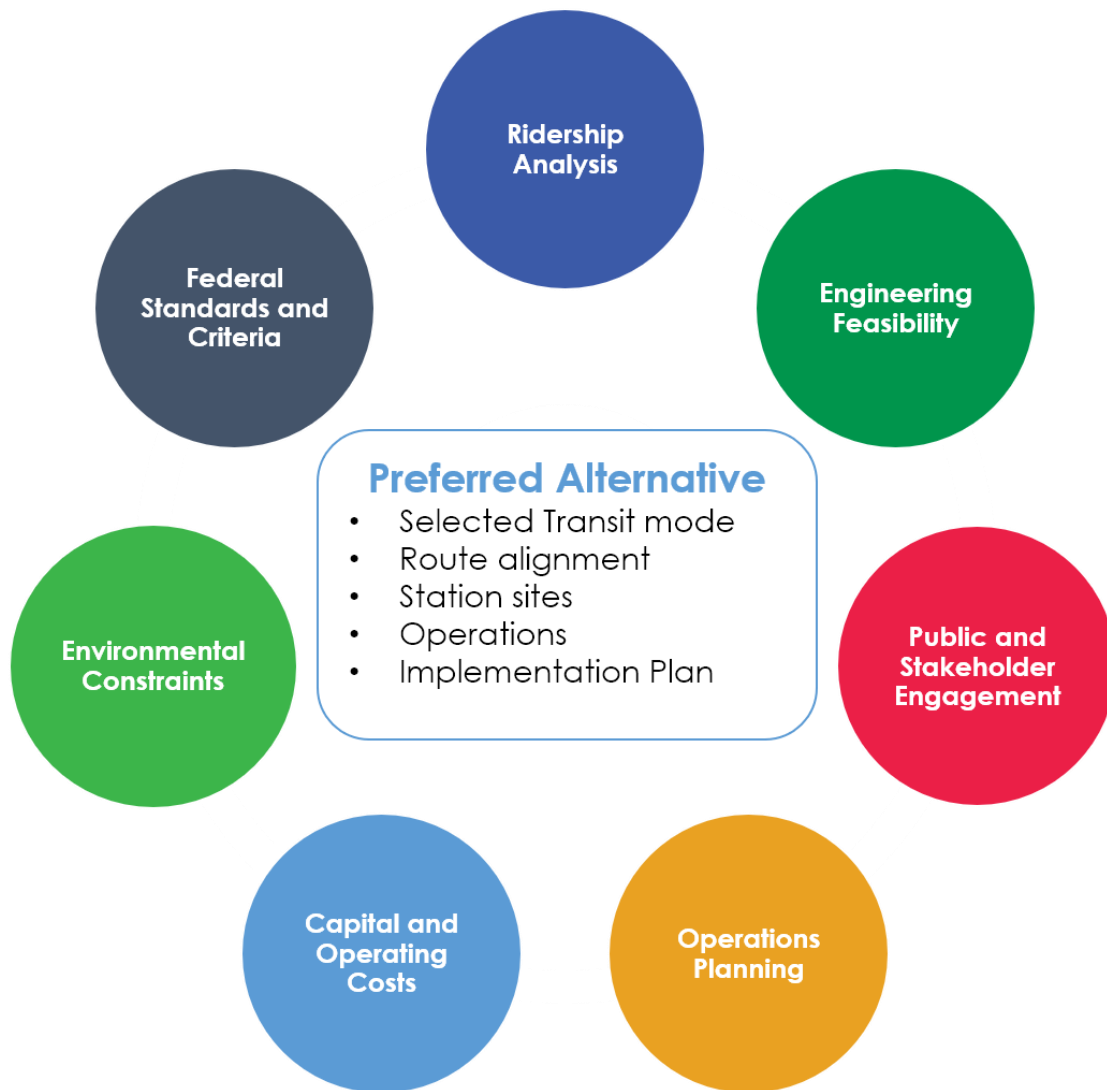 Ridership
Analysis
Federal
Standards and
Criteria
Engineering
Feasibility
Preferred Alternative
• Selected Transit mode
• Route alignment
• Station sites
• Operations
• Implementation Plan
Environmental
Constraints
Public and
Stakeholder
Engagement
Capital and
Operating
Costs
Operations
Planning